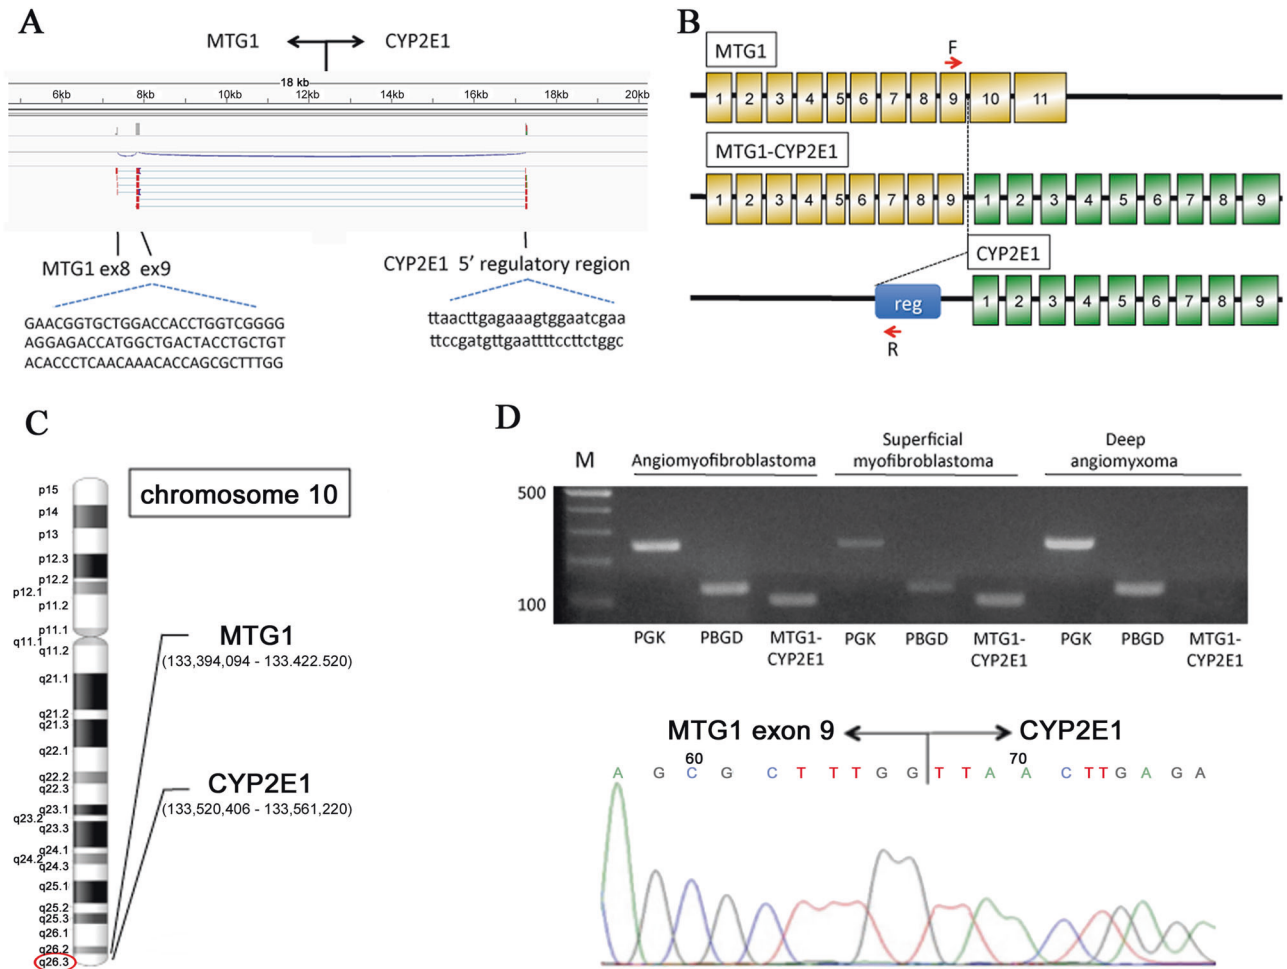 A
MTG1 CYP2E1
18 kb
6kb 8kb 10kb 12kb 14kb 16kb 18kb 20kb
MTG1 ex8 ex9
CYP2E1 5’ regulatory region
GAACGGTGCTGGACCACCTGGTCGGGG
AGGAGACCATGGCTGACTACCTGCTGT
ACACCCTCAACAAACACCAGCGCTTTGG
ttaacttgagaaagtggaatcgaa
ttccgatgttgaattttccttctggc
B
MTG1
F
1 2 3 4 5 6 7 8 9 10 11
MTG1-CYP2E1
1 2 3 4 5 6 7 8 9 1 2 3 4 5 6 7 8 9
CYP2E1
reg 1 2 3 4 5 6 7 8 9
R
C
chromosome 10
p15
p14
p13
p12.3
p12.2
p12.1
p11.2
p11.1
q11.1
q11.2
q21.1
q21.2
q21.3
q22.1
q22.2
q22.3
q23.1
q23.2
q23.3
q24.1
q24.2
q24.3
q25.1
q25.2
q25.3
q26.1
q26.2
q26.3
MTG1
(133,394,094 - 133.422.520)
CYP2E1
(133,520,406 - 133,561,220)
D
M
Angiomyofibroblastoma
Superficial
myofibroblastoma
Deep
angiomyxoma
500
100
PGK PBGD MTG1-
CYP2E1
PGK PBGD MTG1-
CYP2E1
PGK PBGD MTG1-
CYP2E1
MTG1 exon 9 CYP2E1
60 70
A G C G C T T T G G T T A A C T T G A G A